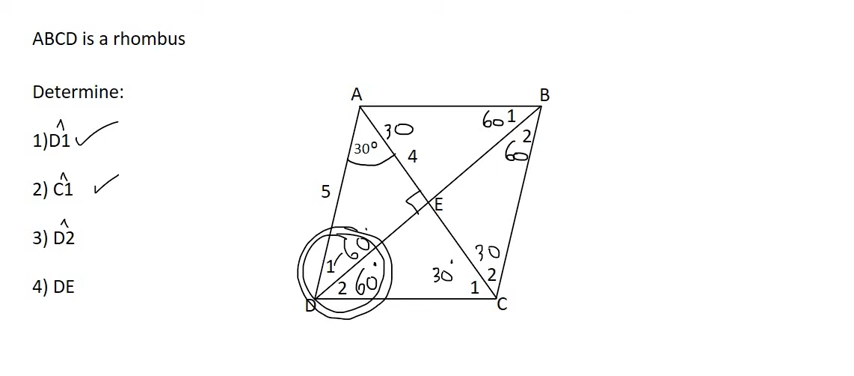 ABCD is a rhombus
Determine:
1)D̂1
2) Ĉ1
3) D̂2
4) DE
A
B
30
60 1
30°
4
2
60
5
E
60°
30
1
30°
2
2 60°
1
D
C